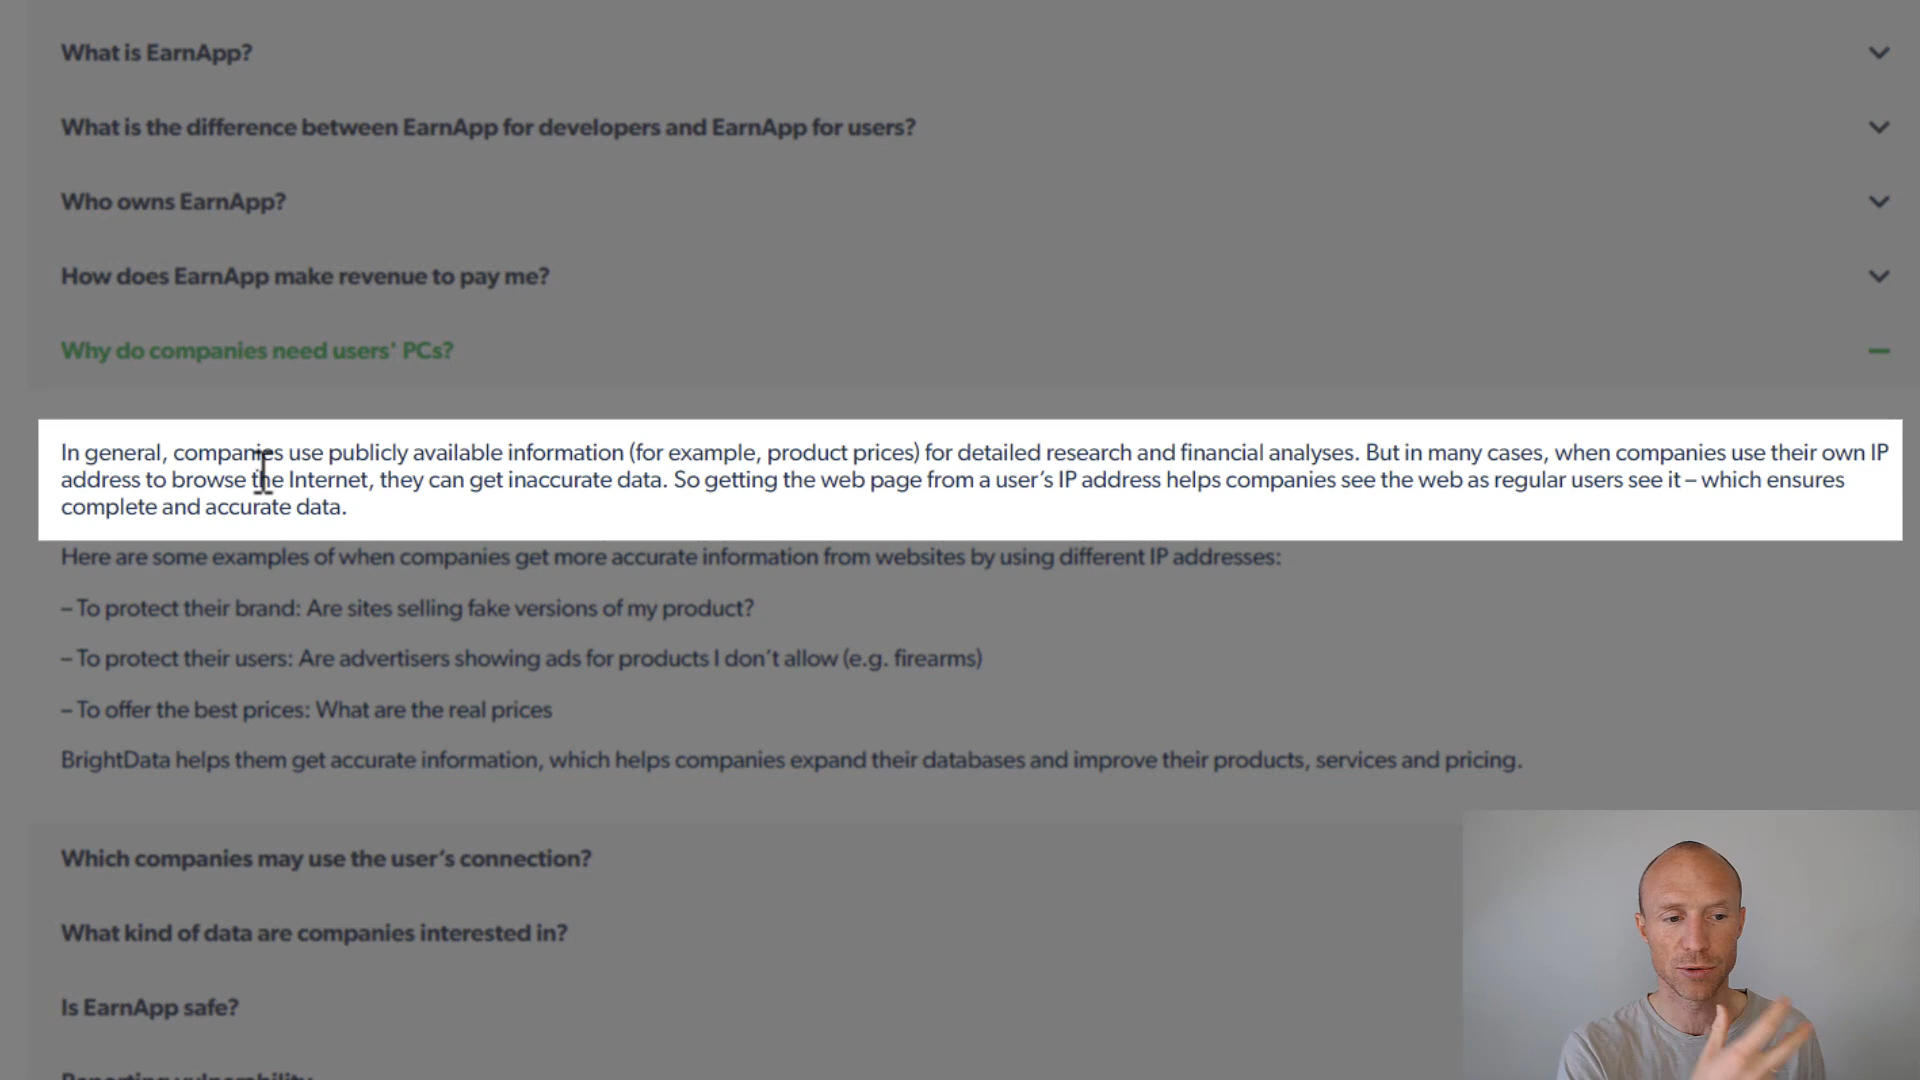 What is EarnApp?
What is the difference between EarnApp for developers and EarnApp for users?
Who owns EarnApp?
How does EarnApp make revenue to pay me?
Why do companies need users' PCs?
In general, companies use publicly available information (for example, product prices) for detailed research and financial analyses. But in many cases, when companies use their own IP
address to browse the Internet, they can get inaccurate data. So getting the web page from a user's IP address helps companies see the web as regular users see it – which ensures
complete and accurate data.
Here are some examples of when companies get more accurate information from websites by using different IP addresses:
– To protect their brand: Are sites selling fake versions of my product?
– To protect their users: Are advertisers showing ads for products I don't allow (e.g. firearms)
– To offer the best prices: What are the real prices
BrightData helps them get accurate information, which helps companies expand their databases and improve their products, services and pricing.
Which companies may use the user's connection?
What kind of data are companies interested in?
Is EarnApp safe?
Reporting vulnerability